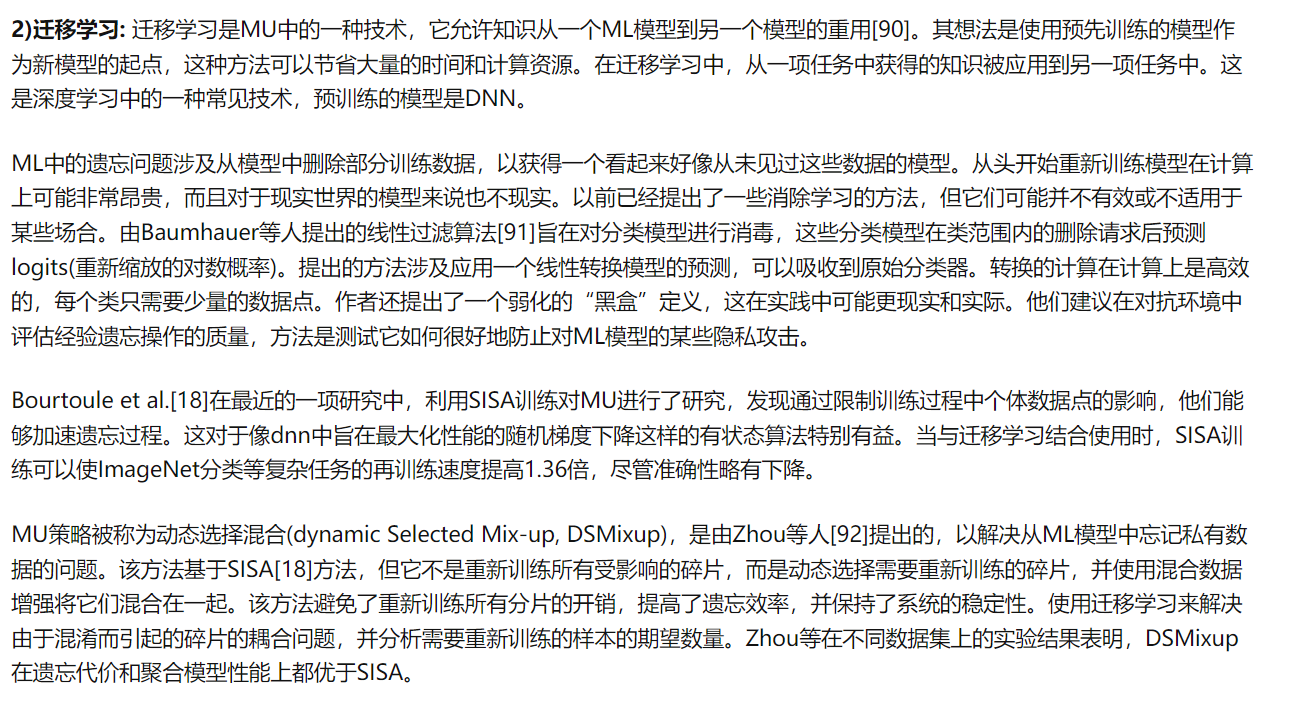 2)迁移学习: 迁移学习是MU中的一种技术，它允许知识从一个ML模型到另一个模型的重用[90]。其想法是使用预先训练的模型作
为新模型的起点，这种方法可以节省大量的时间和计算资源。在迁移学习中，从一项任务中获得的知识被应用到另一项任务中。这
是深度学习中的一种常见技术，预训练的模型是DNN。
ML中的遗忘问题涉及从模型中删除部分训练数据，以获得一个看起来好像从未见过这些数据的模型。从头开始重新训练模型在计算
上可能非常昂贵，而且对于现实世界的模型来说也不现实。以前已经提出了一些消除学习的方法，但它们可能并不有效或不适用于
某些场合。由Baumhauer等人提出的线性过滤算法[91]旨在对分类模型进行消毒，这些分类模型在类范围内的删除请求后预测
logits(重新缩放的对数概率)。提出的方法涉及应用一个线性转换模型的预测，可以吸收到原始分类器。转换的计算在计算上是高效
的，每个类只需要少量的数据点。作者还提出了一个弱化的“黑盒”定义，这在实践中可能更现实和实际。他们建议在对抗环境中
评估经验遗忘操作的质量，方法是测试它如何很好地防止对ML模型的某些隐私攻击。
Bourtoule et al.[18]在最近的一项研究中，利用SISA训练对MU进行了研究，发现通过限制训练过程中个体数据点的影响，他们能
够加速遗忘过程。这对于像dnn中旨在最大化性能的随机梯度下降这样的有状态算法特别有益。当与迁移学习结合使用时，SISA训
练可以使ImageNet分类等复杂任务的再训练速度提高1.36倍，尽管准确性略有下降。
MU策略被称为动态选择混合(dynamic Selected Mix-up, DSMixup)，是由Zhou等人[92]提出的，以解决从ML模型中忘记私有数
据的问题。该方法基于SISA[18]方法，但它不是重新训练所有受影响的碎片，而是动态选择需要重新训练的碎片，并使用混合数据
增强将它们混合在一起。该方法避免了重新训练所有分片的开销，提高了遗忘效率，并保持了系统的稳定性。使用迁移学习来解决
由于混淆而引起的碎片的耦合问题，并分析需要重新训练的样本的期望数量。Zhou等在不同数据集上的实验结果表明，DSMixup
在遗忘代价和聚合模型性能上都优于SISA。